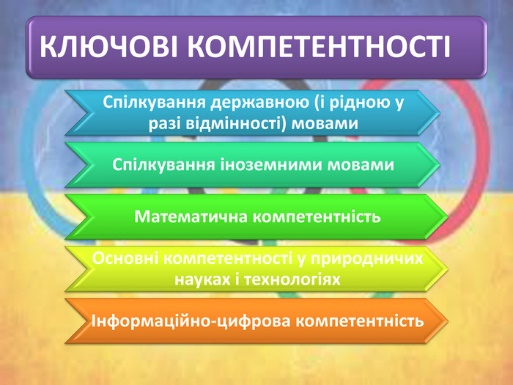 КЛЮЧОВІ КОМПЕТЕНТНОСТІ
Спілкування державною (і рідною у
разі відмінності) мовами
Спілкування іноземними мовами
Математична компетентність
Основні компетентності у природничих
науках і технологіях
Інформаційно-цифрова компетентність